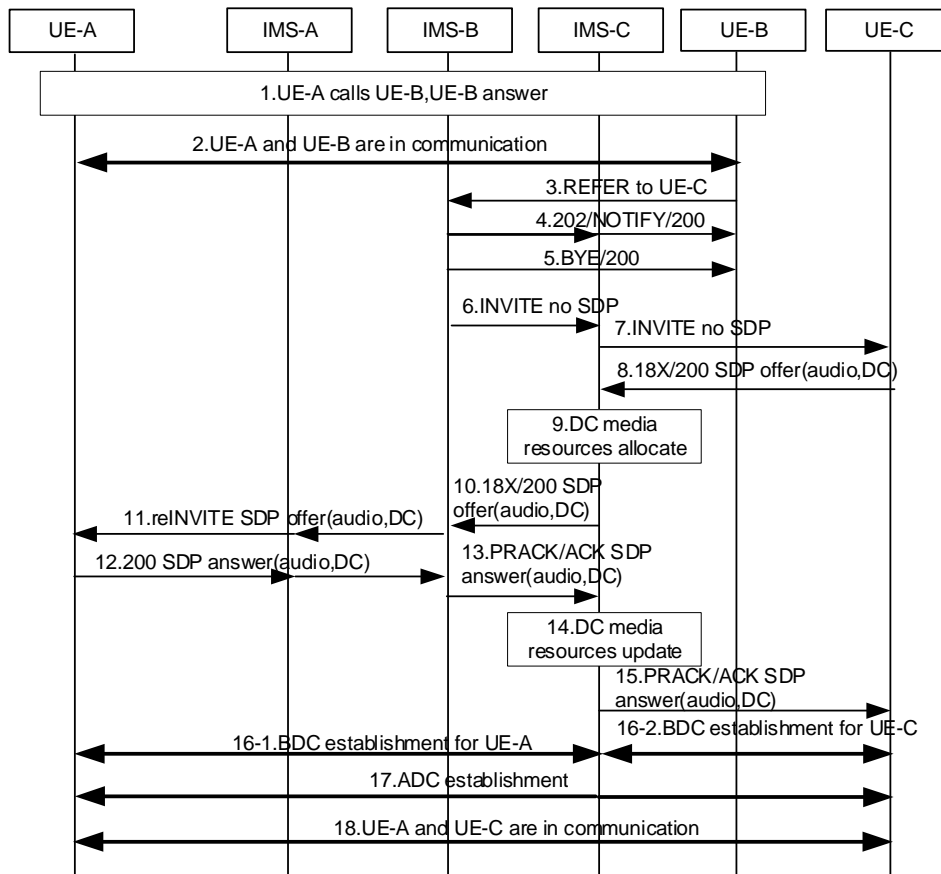 UE-A
IMS-A
IMS-B
IMS-C
UE-B
UE-C
1.UE-A calls UE-B,UE-B answer
2.UE-A and UE-B are in communication
3.REFER to UE-C
4.202/NOTIFY/200
5.BYE/200
6.INVITE no SDP
7.INVITE no SDP
8.18X/200 SDP offer(audio,DC)
9.DC media
resources allocate
10.18X/200 SDP
offer(audio,DC)
11.reINVITE SDP offer(audio,DC)
12.200 SDP answer(audio,DC)
13.PRACK/ACK SDP
answer(audio,DC)
14.DC media
resources update
15.PRACK/ACK SDP
answer(audio,DC)
16-1.BDC establishment for UE-A
16-2.BDC establishment for UE-C
17.ADC establishment
18.UE-A and UE-C are in communication